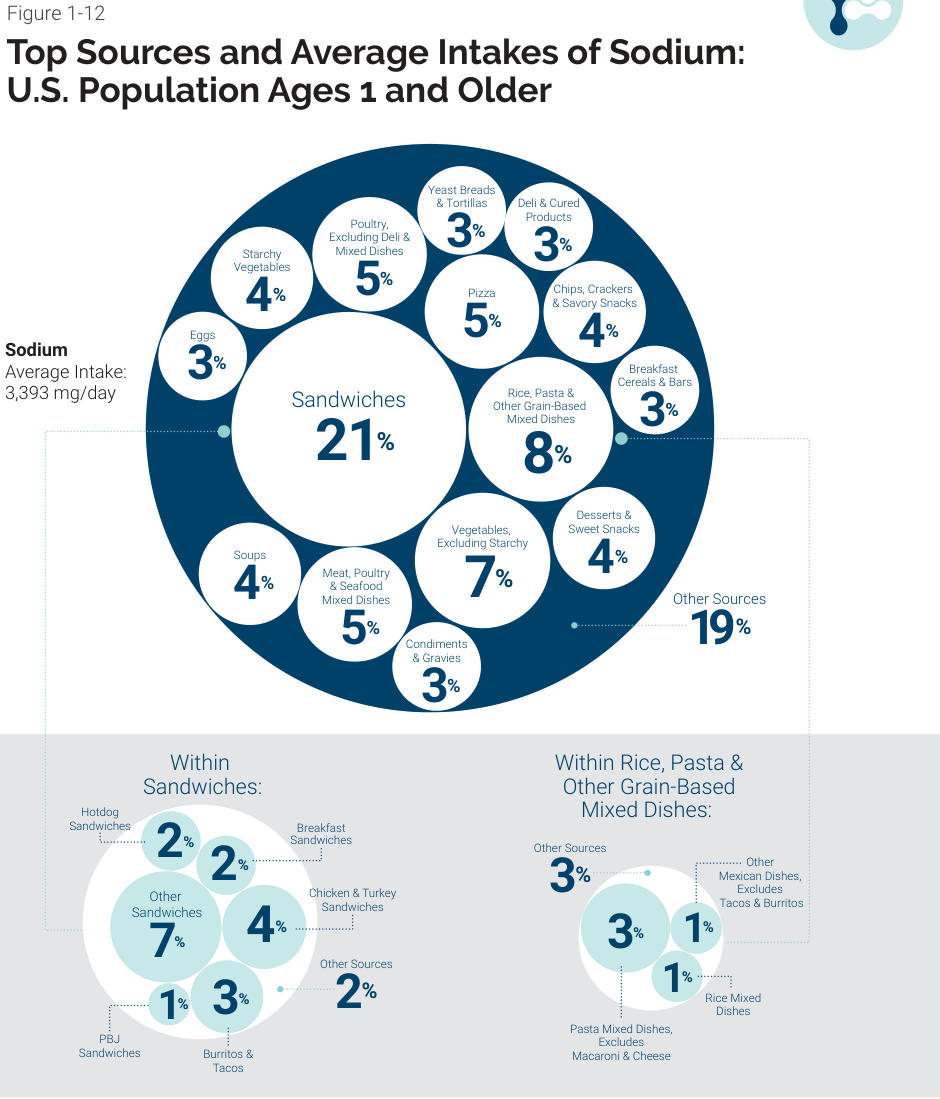 Figure 1-12
Top Sources and Average Intakes of Sodium:
U.S. Population Ages 1 and Older
Yeast Breads
& Tortillas
3%
Deli & Cured
Products
3%
Poultry,
Excluding Deli &
Mixed Dishes
5%
Starchy
Vegetables
4%
Pizza
5%
Chips, Crackers
& Savory Snacks
4%
Eggs
3%
Sodium
Average Intake:
3,393 mg/day
Breakfast
Cereals & Bars
3%
Sandwiches
21%
Rice, Pasta &
Other Grain-Based
Mixed Dishes
8%
Desserts &
Sweet Snacks
4%
Vegetables,
Excluding Starchy
7%
Soups
4%
Meat, Poultry
& Seafood
Mixed Dishes
5%
Other Sources
19%
Condiments
& Gravies
3%
Within
Sandwiches:
Hotdog
Sandwiches
2%
Breakfast
Sandwiches
2%
Other
Sandwiches
7%
Chicken & Turkey
Sandwiches
4%
Other Sources
2%
1%
PBJ
Sandwiches
3%
Burritos &
Tacos
Within Rice, Pasta &
Other Grain-Based
Mixed Dishes:
Other Sources
3%
Other
Mexican Dishes,
Excludes
Tacos & Burritos
1%
3%
Pasta Mixed Dishes,
Excludes
Macaroni & Cheese
1%
Rice Mixed
Dishes